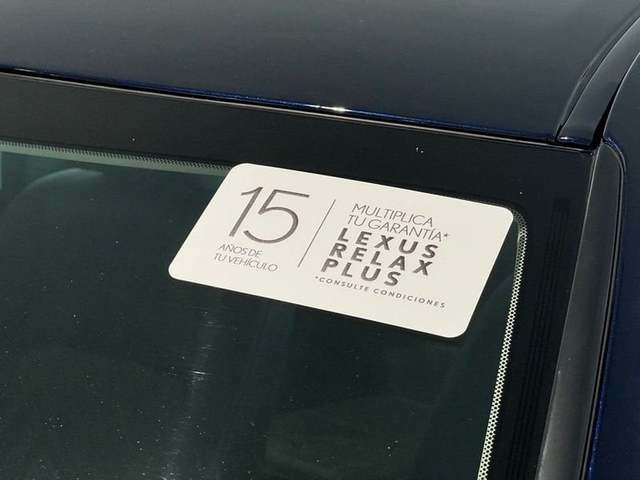 15
AÑOS DE
TU VEHÍCULO
MULTIPLICA
TU GARANTÍA*
LEXUS
RELAX
PLUS
*CONSULTE CONDICIONES